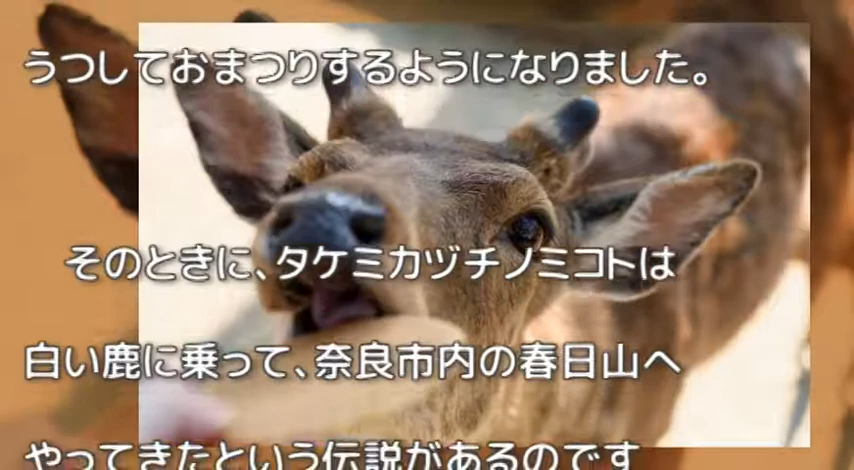 うつしておまつりするようになりました。
そのときに、タケミカヅチノミコトは
白い鹿に乗って、奈良市内の春日山へ
やってきたという伝説があるのです